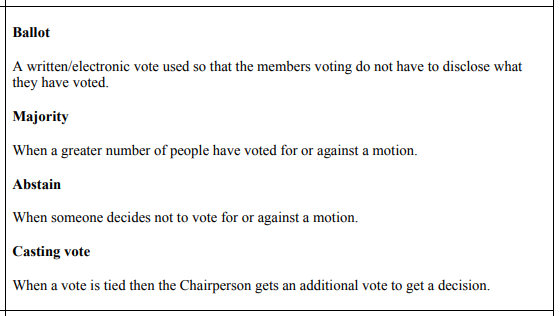 Ballot
A written/electronic vote used so that the members voting do not have to disclose what
they have voted.
Majority
When a greater number of people have voted for or against a motion.
Abstain
When someone decides not to vote for or against a motion.
Casting vote
When a vote is tied then the Chairperson gets an additional vote to get a decision.